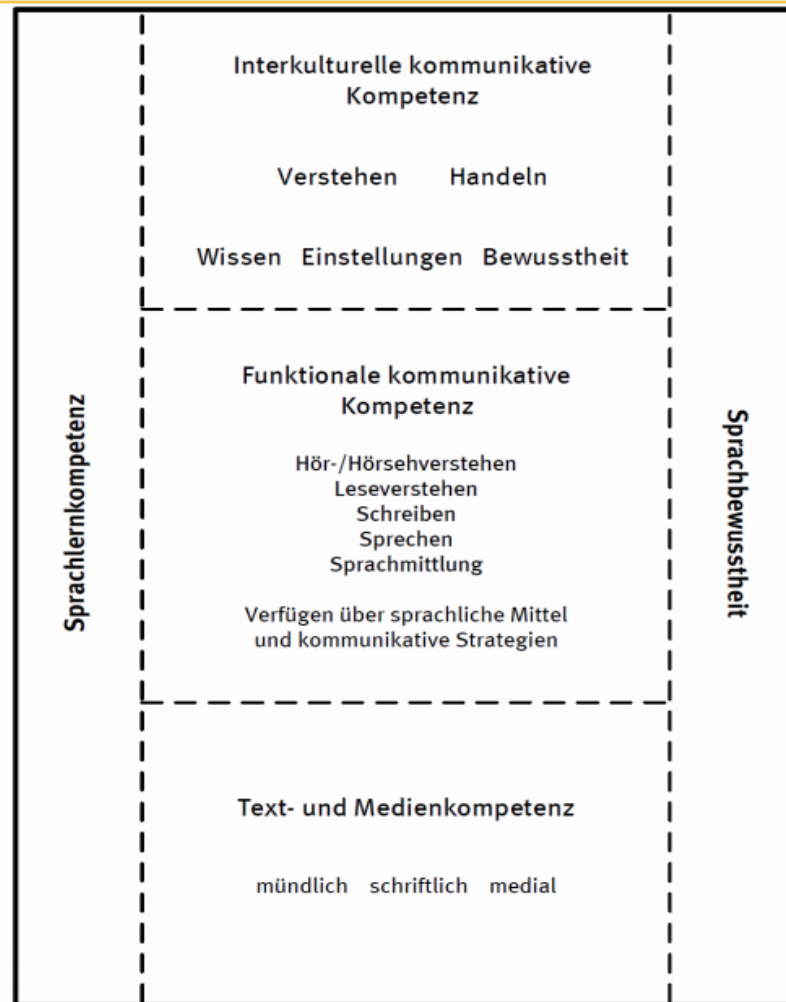 Interkulturelle kommunikative
Kompetenz
Verstehen Handeln
Wissen Einstellungen Bewusstheit
Sprachlernkompetenz
Funktionale kommunikative
Kompetenz
Hör-/Hörsehverstehen
Leseverstehen
Schreiben
Sprechen
Sprachmittlung
Verfügen über sprachliche Mittel
und kommunikative Strategien
Sprachbewusstheit
Text- und Medienkompetenz
mündlich schriftlich medial